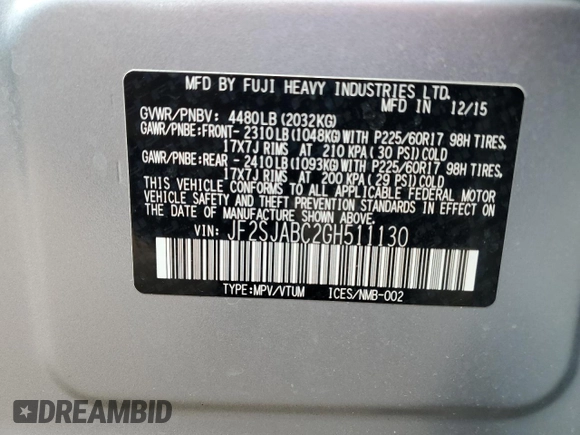 MFD BY FUJI HEAVY INDUSTRIES LTD.
MFD IN 12/15
GVWR/PNBV: 4480LB(2032KG)
GAWR/PNBE:FRONT-2310LB(1048KG)WITH P225/60R17 98H TIRES,
17X7J RIMS AT 210 KPA(30 PSI)COLD
GAWR/PNBE:REAR -2410LB(1093KG)WITH P225/60R17 98H TIRES,
17X7J RIMS AT 200 KPA(29 PSI)COLD
THIS VEHICLE CONFORMS TO ALL APPLICABLE FEDERAL MOTOR
VEHICLE SAFETY AND THEFT PREVENTION STANDARDS IN EFFECT
ON THE DATE OF MANUFACTURE SHOWN ABOVE.
VIN: JF2SJABC2GH511130
TYPE:MPV/VTUM ICES/NMB-002
DREAMBID